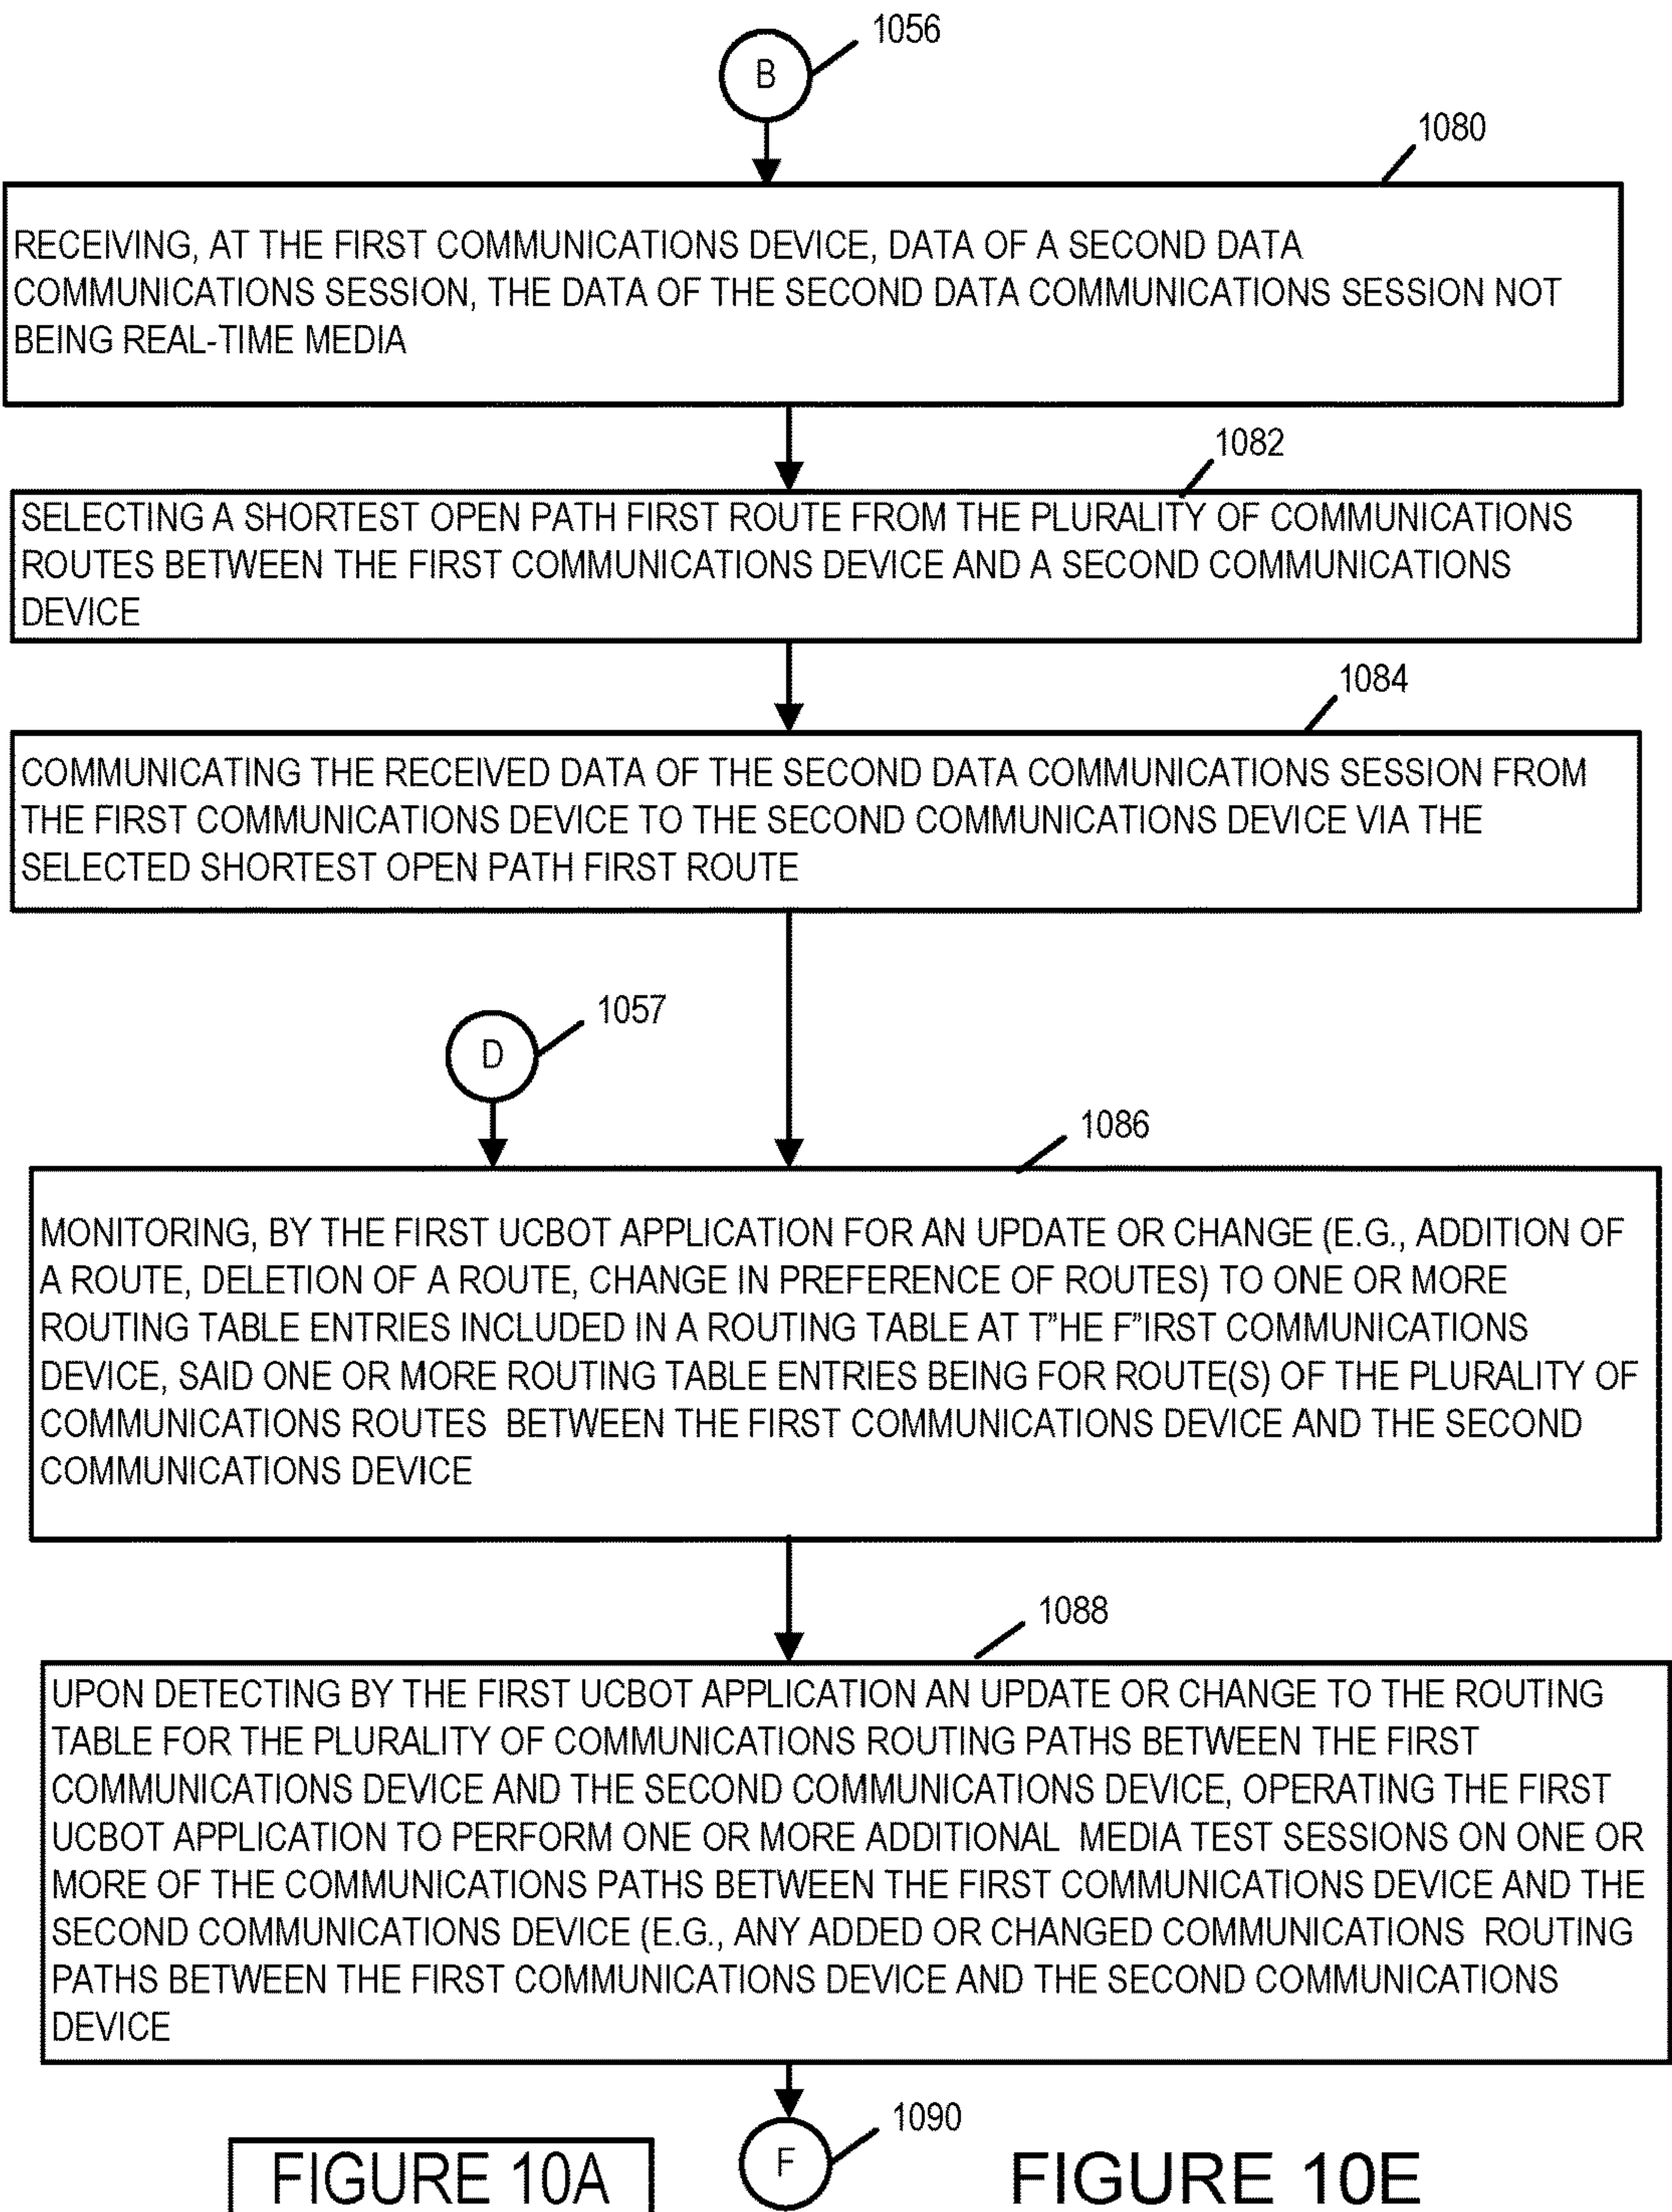 1056
B
1080
RECEIVING, AT THE FIRST COMMUNICATIONS DEVICE, DATA OF A SECOND DATA
COMMUNICATIONS SESSION, THE DATA OF THE SECOND DATA COMMUNICATIONS SESSION NOT
BEING REAL-TIME MEDIA
1082
SELECTING A SHORTEST OPEN PATH FIRST ROUTE FROM THE PLURALITY OF COMMUNICATIONS
ROUTES BETWEEN THE FIRST COMMUNICATIONS DEVICE AND A SECOND COMMUNICATIONS
DEVICE
1084
COMMUNICATING THE RECEIVED DATA OF THE SECOND DATA COMMUNICATIONS SESSION FROM
THE FIRST COMMUNICATIONS DEVICE TO THE SECOND COMMUNICATIONS DEVICE VIA THE
SELECTED SHORTEST OPEN PATH FIRST ROUTE
1057
D
1086
MONITORING, BY THE FIRST UCBOT APPLICATION FOR AN UPDATE OR CHANGE (E.G., ADDITION OF
A ROUTE, DELETION OF A ROUTE, CHANGE IN PREFERENCE OF ROUTES) TO ONE OR MORE
ROUTING TABLE ENTRIES INCLUDED IN A ROUTING TABLE AT T”HE F”IRST COMMUNICATIONS
DEVICE, SAID ONE OR MORE ROUTING TABLE ENTRIES BEING FOR ROUTE(S) OF THE PLURALITY OF
COMMUNICATIONS ROUTES BETWEEN THE FIRST COMMUNICATIONS DEVICE AND THE SECOND
COMMUNICATIONS DEVICE
1088
UPON DETECTING BY THE FIRST UCBOT APPLICATION AN UPDATE OR CHANGE TO THE ROUTING
TABLE FOR THE PLURALITY OF COMMUNICATIONS ROUTING PATHS BETWEEN THE FIRST
COMMUNICATIONS DEVICE AND THE SECOND COMMUNICATIONS DEVICE, OPERATING THE FIRST
UCBOT APPLICATION TO PERFORM ONE OR MORE ADDITIONAL MEDIA TEST SESSIONS ON ONE OR
MORE OF THE COMMUNICATIONS PATHS BETWEEN THE FIRST COMMUNICATIONS DEVICE AND THE
SECOND COMMUNICATIONS DEVICE (E.G., ANY ADDED OR CHANGED COMMUNICATIONS ROUTING
PATHS BETWEEN THE FIRST COMMUNICATIONS DEVICE AND THE SECOND COMMUNICATIONS
DEVICE
1090
F
FIGURE 10A
FIGURE 10E